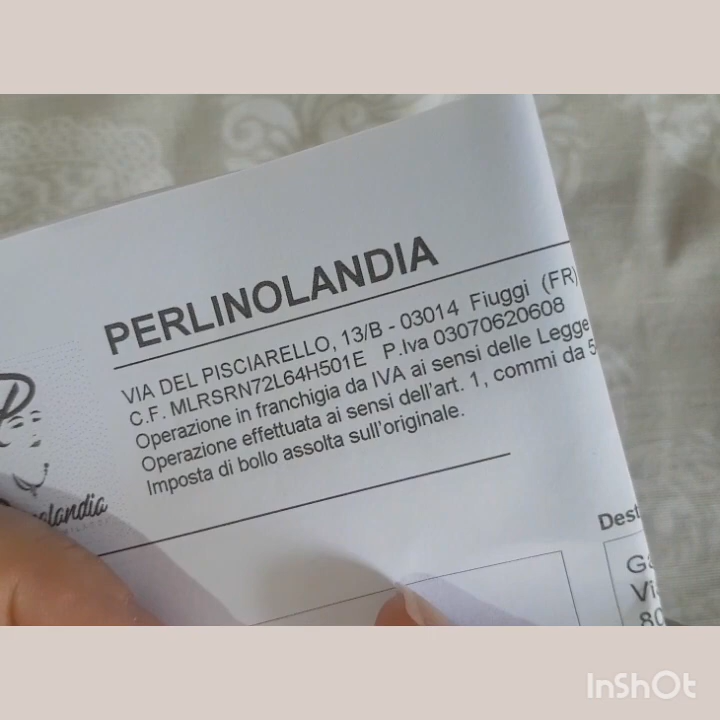 PERLINOLANDIA
VIA DEL PISCIARELLO, 13/B - 03014 Fiuggi (FR)
C.F. MLRSRN72L64H501E P.Iva 03070620608
Operazione in franchigia da IVA ai sensi delle Legge
Operazione effettuata ai sensi dell'art. 1, commi da 5
Imposta di bollo assolta sull'originale.
InShOt